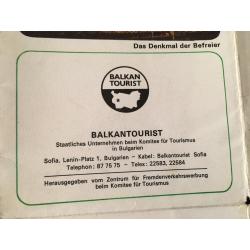 Das Denkmal der Befreier
BALKAN
TOURIST
BALKANTOURIST
Staatliches Unternehmen beim Komitee für Tourismus
in Bulgarien
Sofia, Lenin-Platz 1, Bulgarien – Kabel: Balkantourist Sofia
Telephon: 87 75 75 – Telex: 22583, 22584
Herausgegeben vom Zentrum für Fremdenverkehrswerbung
beim Komitee für Tourismus